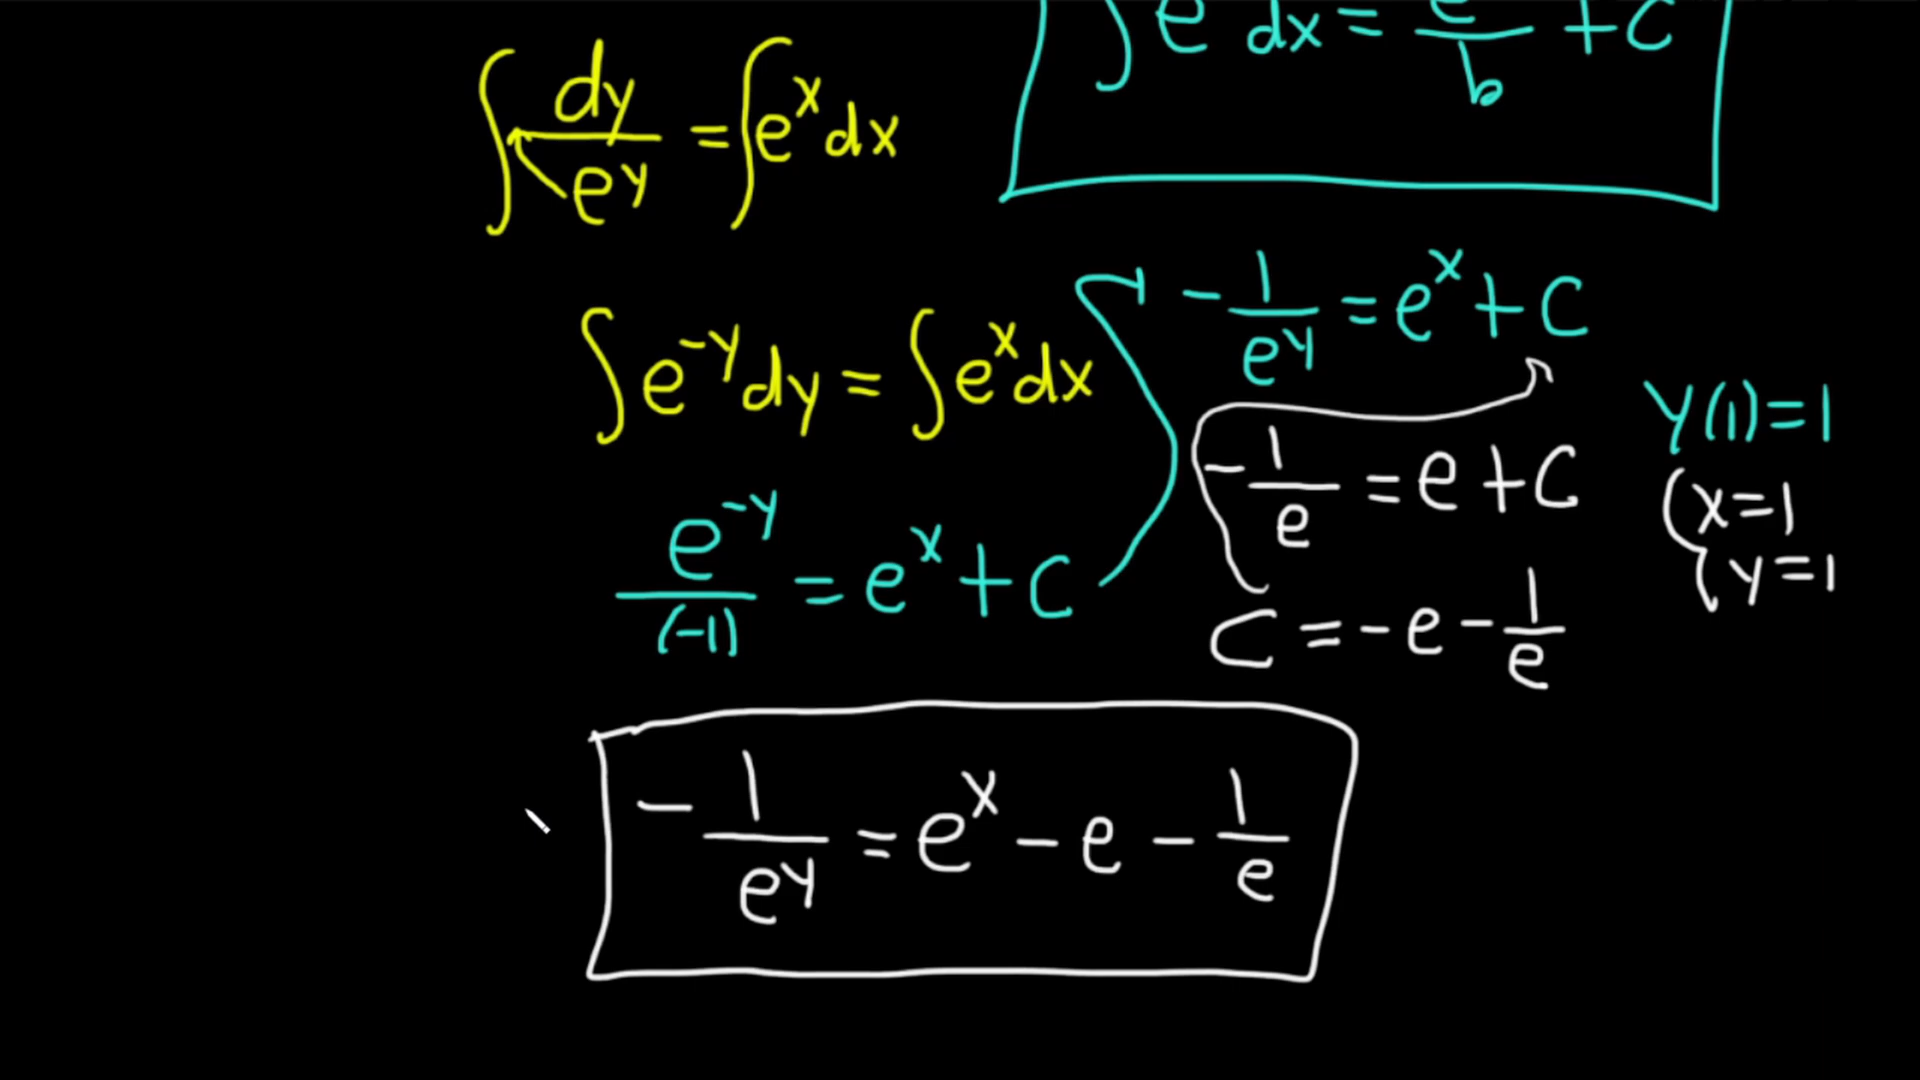 ∫ e dx = e/b + C
∫ dy/e^y = ∫ e^x dx
∫ e^-y dy = ∫ e^x dx
e^-y/(-1) = e^x + C
-1/e^y = e^x + C
y(1)=1
x=1
y=1
-1/e = e + C
C = -e - 1/e
-1/e^y = e^x - e - 1/e